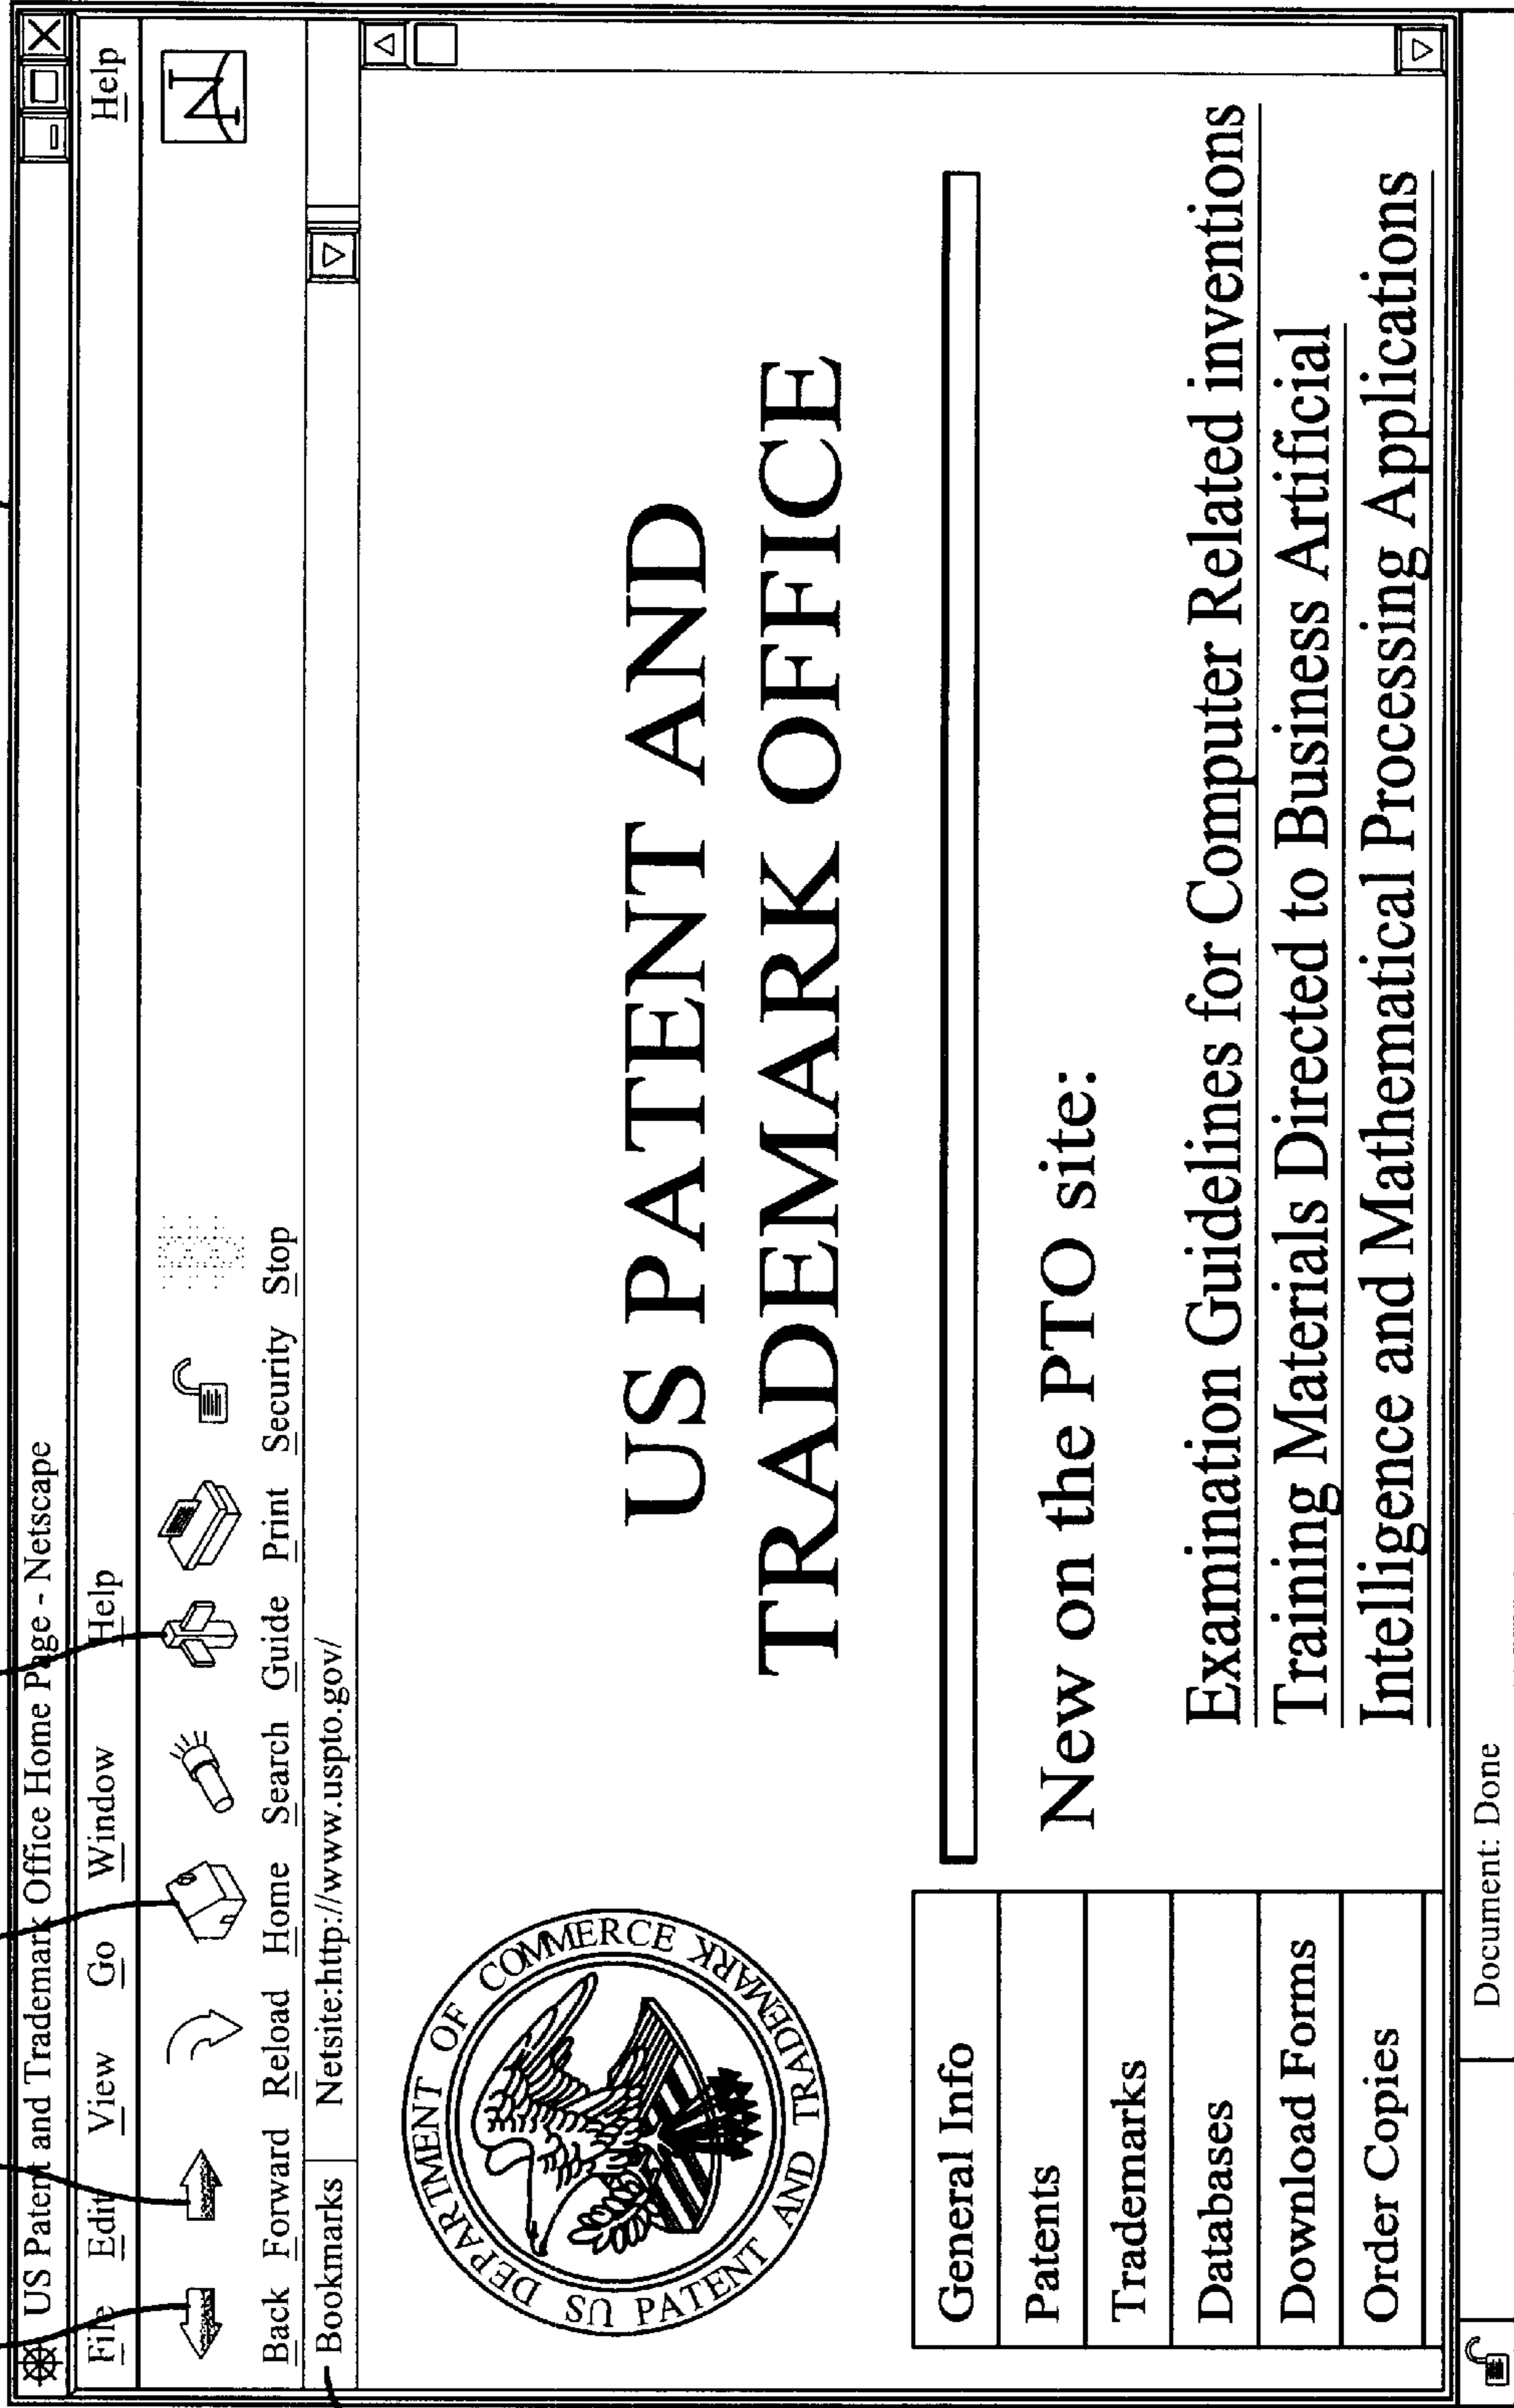 US Patent and Trademark Office Home Page - Netscape
File Edit View Go Window Help Help
N
Back Forward Reload Home Search Guide Print Security Stop
Bookmarks Netsite:http://www.uspto.gov/
DEPARTMENT OF COMMERCE
US PATENT AND TRADEMARK
US PATENT AND
TRADEMARK OFFICE
General Info
Patents
Trademarks
Databases
Download Forms
Order Copies
New on the PTO site:
Examination Guidelines for Computer Related inventions
Training Materials Directed to Business Artificial
Intelligence and Mathematical Processing Applications
Document: Done